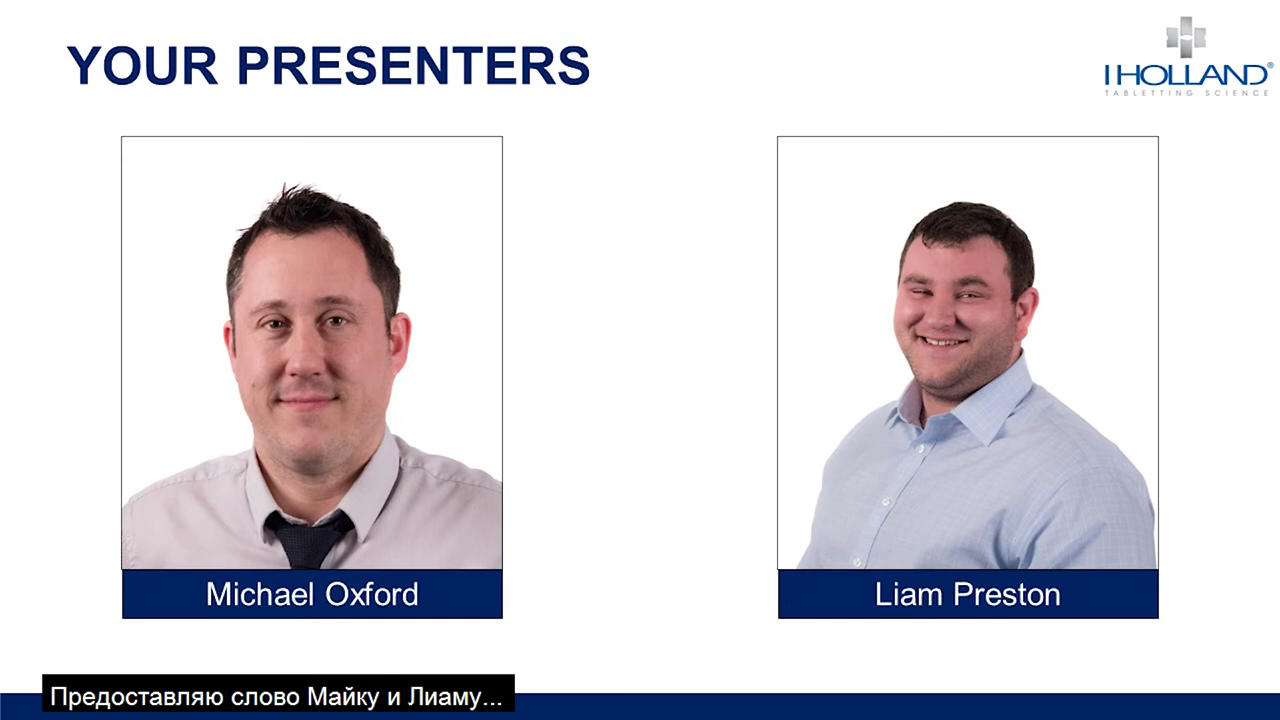 YOUR PRESENTERS
I HOLLAND®
TABLETTING SCIENCE
Michael Oxford
Liam Preston
Предоставляю слово Майку и Лиаму...